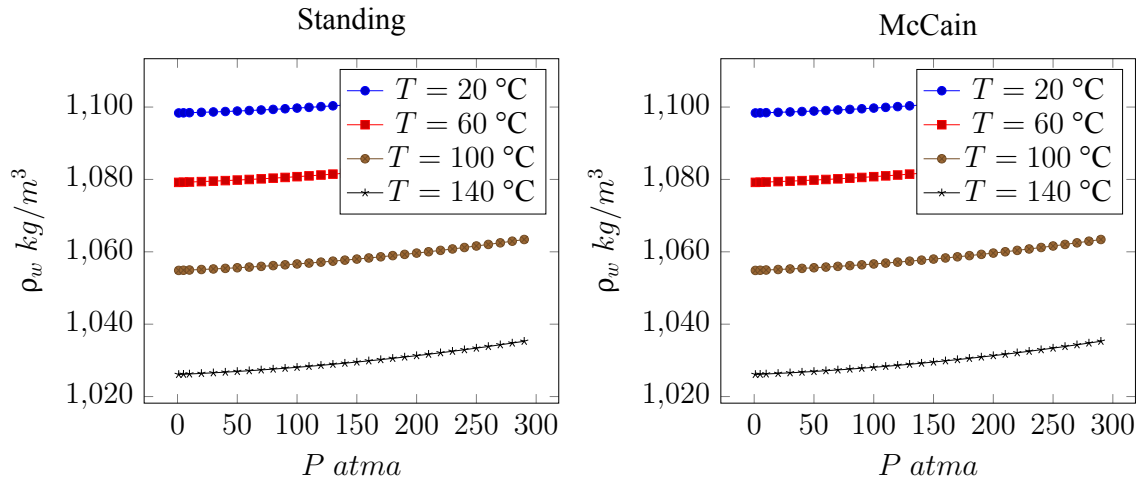 Standing
T = 20 °C
T = 60 °C
T = 100 °C
T = 140 °C
1,100
1,080
1,060
1,040
1,020
ρw kg/m³
0 50 100 150 200 250 300
P atma
McCain
T = 20 °C
T = 60 °C
T = 100 °C
T = 140 °C
1,100
1,080
1,060
1,040
1,020
ρw kg/m³
0 50 100 150 200 250 300
P atma